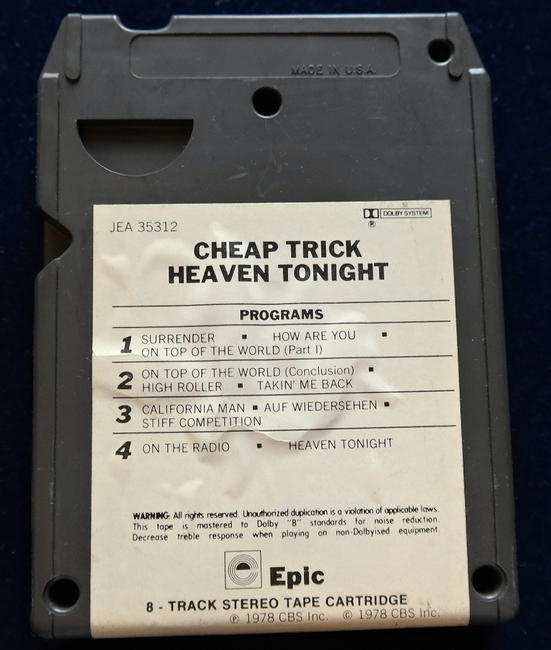 MADE IN U.S.A.
JEA 35312
DOLBY SYSTEM
®
CHEAP TRICK
HEAVEN TONIGHT
PROGRAMS
1 SURRENDER ▪ HOW ARE YOU ▪
ON TOP OF THE WORLD (Part I)
2 ON TOP OF THE WORLD (Conclusion) ▪
HIGH ROLLER ▪ TAKIN' ME BACK
3 CALIFORNIA MAN ▪ AUF WIEDERSEHEN ▪
STIFF COMPETITION
4 ON THE RADIO ▪ HEAVEN TONIGHT
WARNING: All rights reserved. Unauthorized duplication is a violation of applicable laws.
This tape is mastered to Dolby "B" standards for noise reduction.
Decrease treble response when playing on non-Dolbyised equipment.
Epic
8 - TRACK STEREO TAPE CARTRIDGE
℗ 1978 CBS Inc. © 1978 CBS Inc.